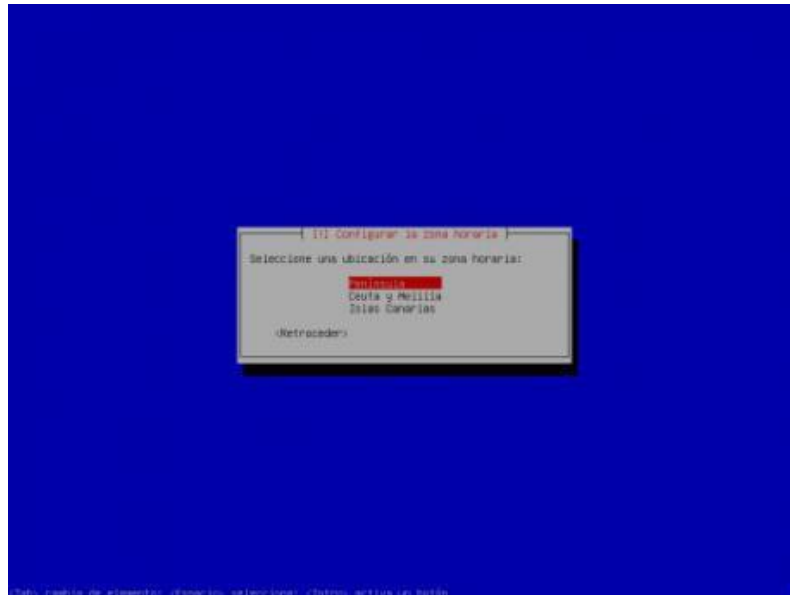 [!] Configurar la zona horaria
Seleccione una ubicación en su zona horaria:
Península
Ceuta y Melilla
Islas Canarias
<Retroceder>
<Tab> cambia de elemento; <Espacio> selecciona; <Intro> activa un botón